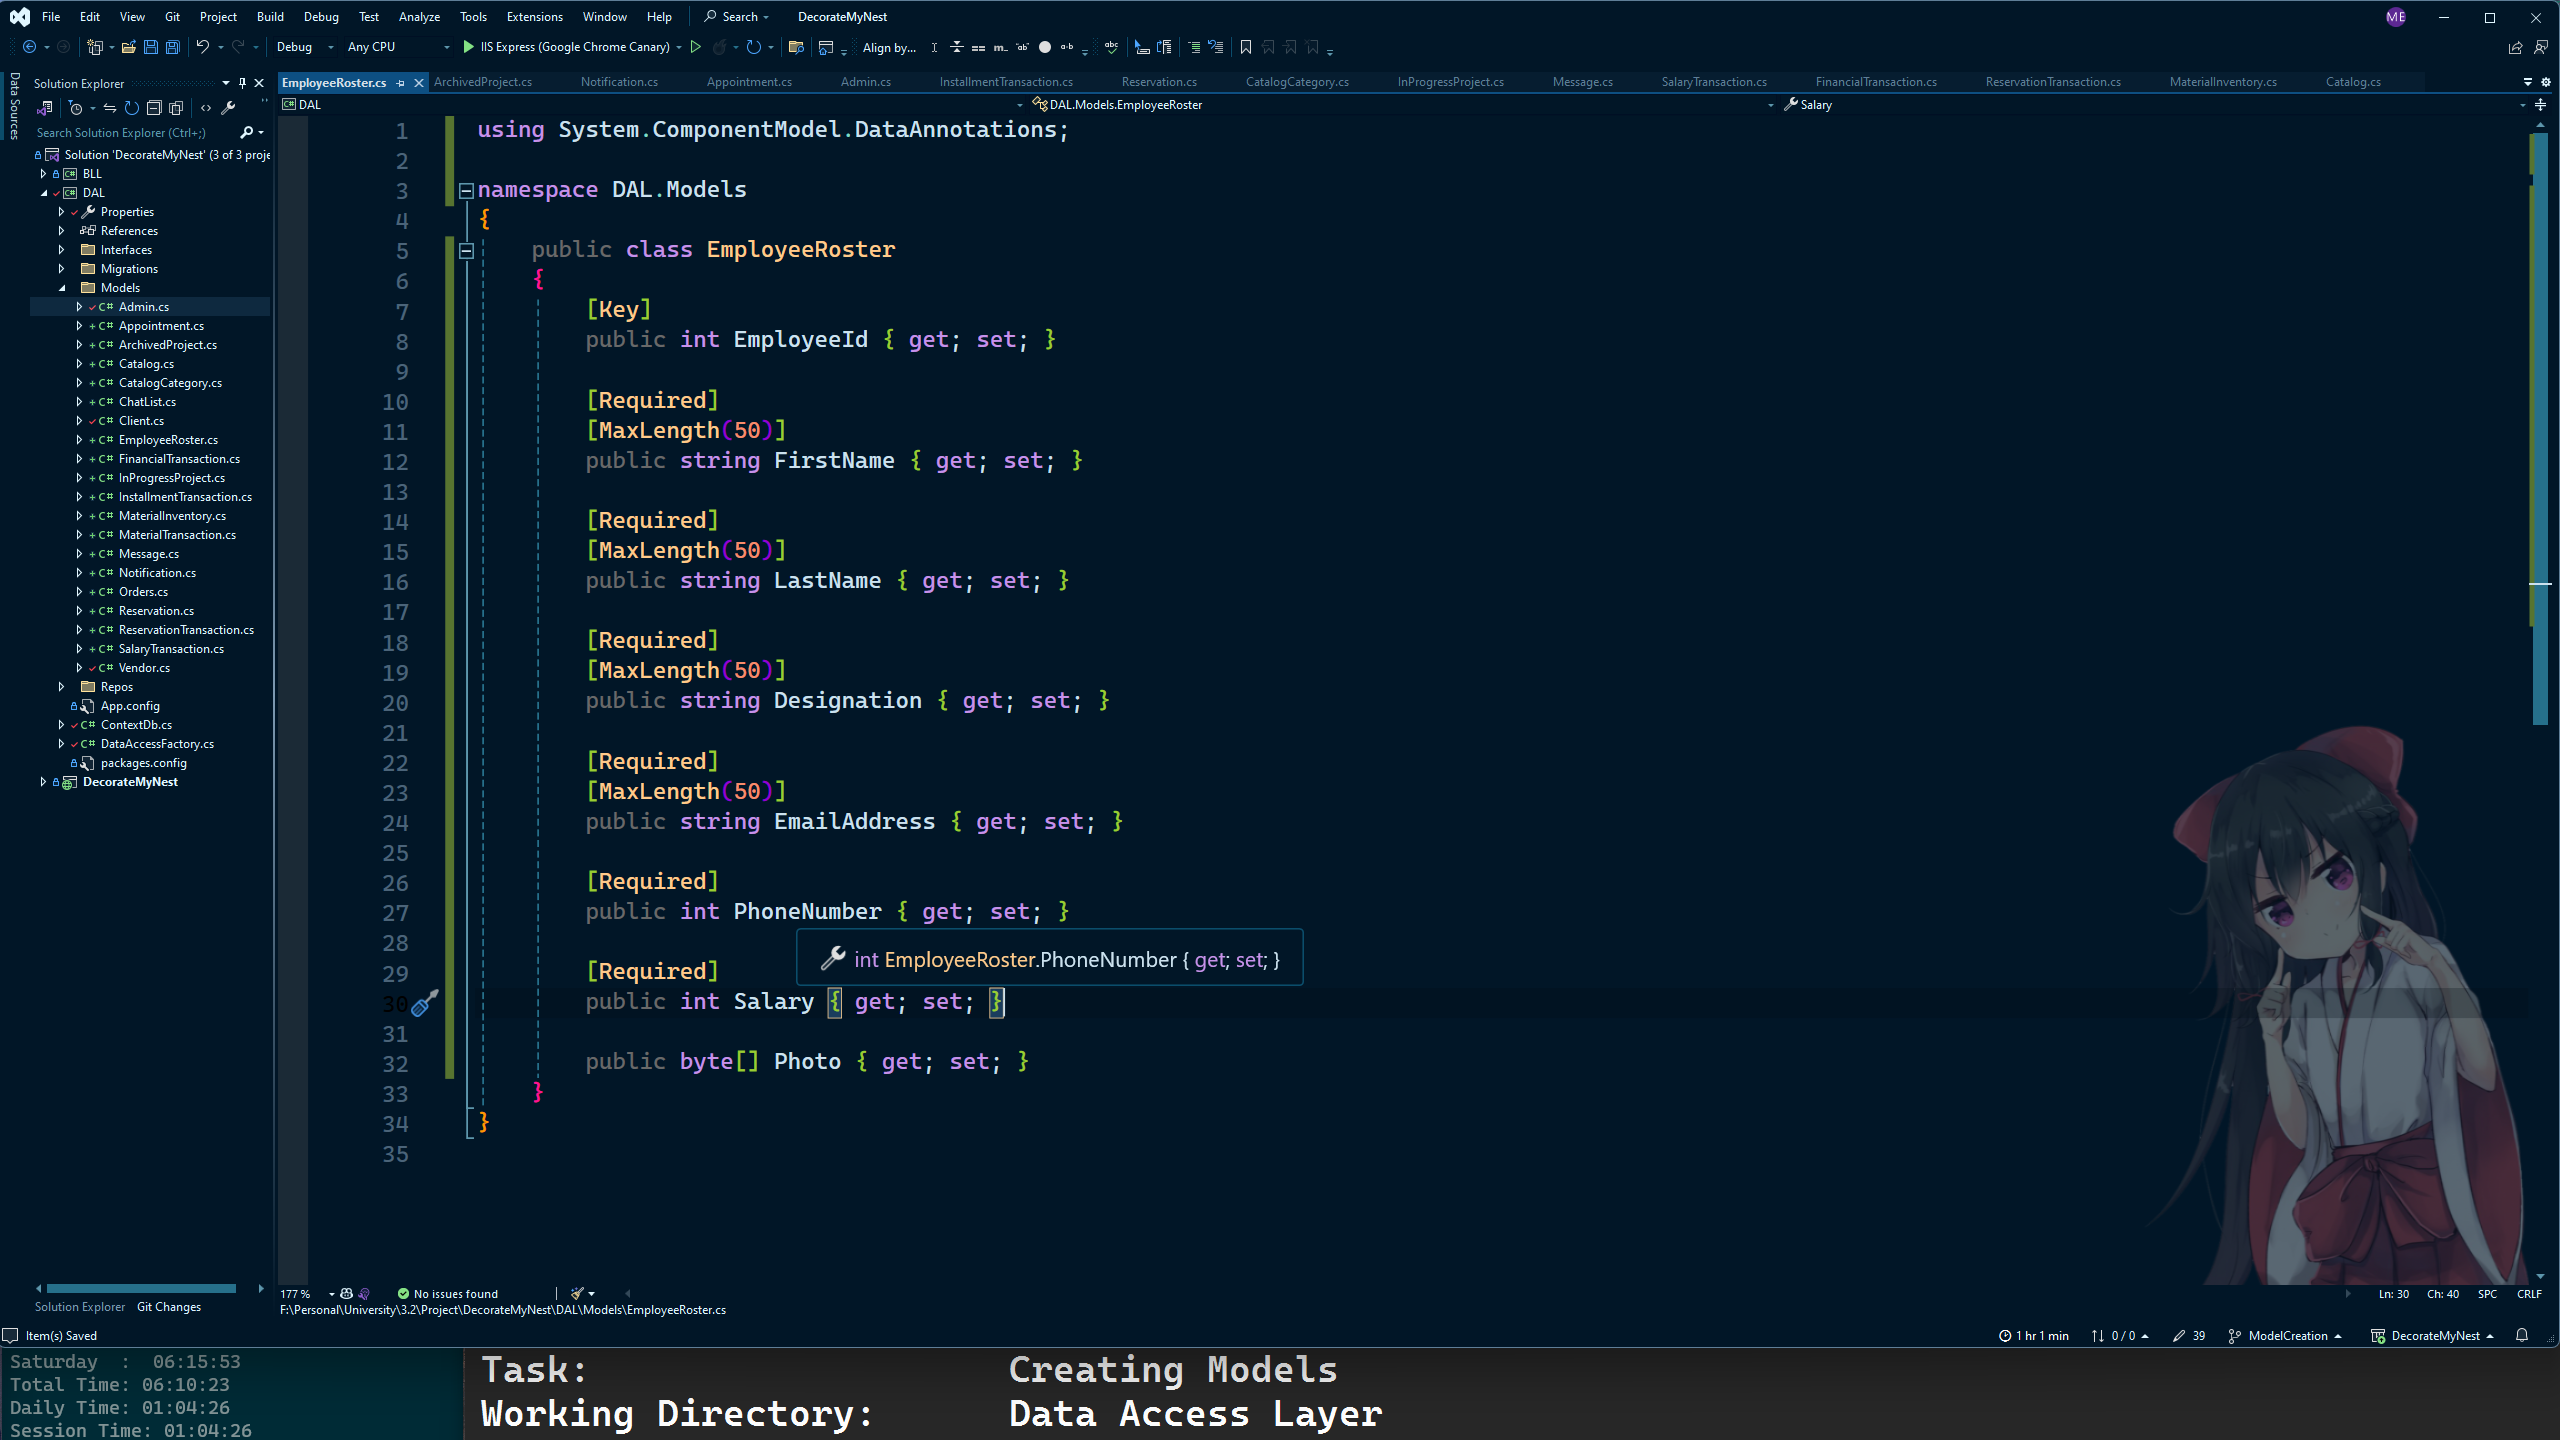 File Edit View Git Project Build Debug Test Analyze Tools Extensions Window Help Search DecorateMyNest ME
Debug Any CPU IIS Express (Google Chrome Canary) Align by...
Data Sources
Solution Explorer
Search Solution Explorer (Ctrl+;)
Solution 'DecorateMyNest' (3 of 3 proje
BLL
DAL
Properties
References
Interfaces
Migrations
Models
C# Admin.cs
C# Appointment.cs
C# ArchivedProject.cs
C# Catalog.cs
C# CatalogCategory.cs
C# ChatList.cs
C# Client.cs
C# EmployeeRoster.cs
C# FinancialTransaction.cs
C# InProgressProject.cs
C# InstallmentTransaction.cs
C# MaterialInventory.cs
C# MaterialTransaction.cs
C# Message.cs
C# Notification.cs
C# Orders.cs
C# Reservation.cs
C# ReservationTransaction.cs
C# SalaryTransaction.cs
C# Vendor.cs
Repos
App.config
C# ContextDb.cs
C# DataAccessFactory.cs
packages.config
DecorateMyNest
Solution Explorer Git Changes
EmployeeRoster.cs ArchivedProject.cs Notification.cs Appointment.cs Admin.cs InstallmentTransaction.cs Reservation.cs CatalogCategory.cs InProgressProject.cs Message.cs SalaryTransaction.cs FinancialTransaction.cs ReservationTransaction.cs MaterialInventory.cs Catalog.cs
DAL DAL.Models.EmployeeRoster Salary
1 using System.ComponentModel.DataAnnotations;
2
3 namespace DAL.Models
4 {
5 public class EmployeeRoster
6 {
7 [Key]
8 public int EmployeeId { get; set; }
9
10 [Required]
11 [MaxLength(50)]
12 public string FirstName { get; set; }
13
14 [Required]
15 [MaxLength(50)]
16 public string LastName { get; set; }
17
18 [Required]
19 [MaxLength(50)]
20 public string Designation { get; set; }
21
22 [Required]
23 [MaxLength(50)]
24 public string EmailAddress { get; set; }
25
26 [Required]
27 public int PhoneNumber { get; set; }
28
int EmployeeRoster.PhoneNumber { get; set; }
29 [Required]
30 public int Salary { get; set; }
31
32 public byte[] Photo { get; set; }
33 }
34 }
35
177 % No issues found Ln: 30 Ch: 40 SPC CRLF
F:\Personal\University\3.2\Project\DecorateMyNest\DAL\Models\EmployeeRoster.cs
Item(s) Saved 1 hr 1 min 0 / 0 39 ModelCreation DecorateMyNest
Saturday : 06:15:53
Total Time: 06:10:23
Daily Time: 01:04:26
Session Time: 01:04:26
Task: Creating Models
Working Directory: Data Access Layer